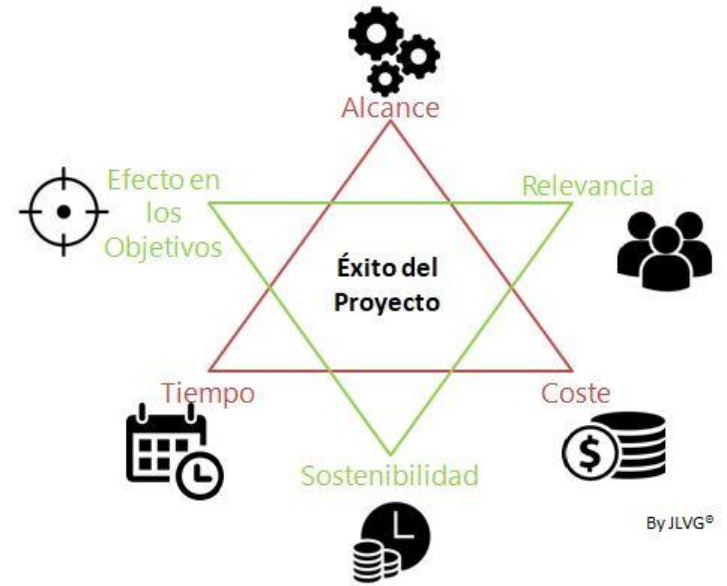 Alcance
Efecto en
los
Objetivos
Relevancia
Éxito del
Proyecto
Tiempo
Coste
$
Sostenibilidad
By JLVG®